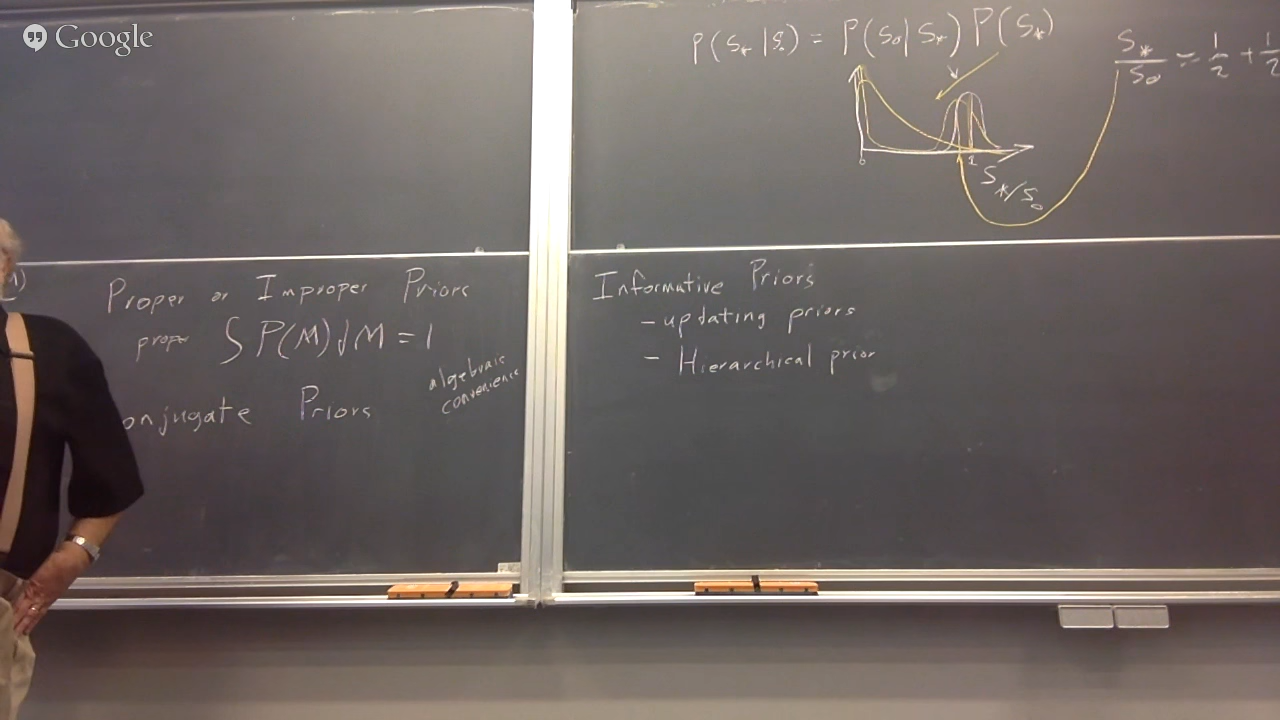 Google
Proper or Improper Priors
proper ∫ P(M) dM = 1
algebraic
convenience
onjugate Priors
P(S* | S₀) = P(S₀ | S*) P(S*)
S*/S₀ ≈ 1/2 + 1/2
0
1
S*/S₀
Informative Priors
- updating priors
- Hierarchical prior